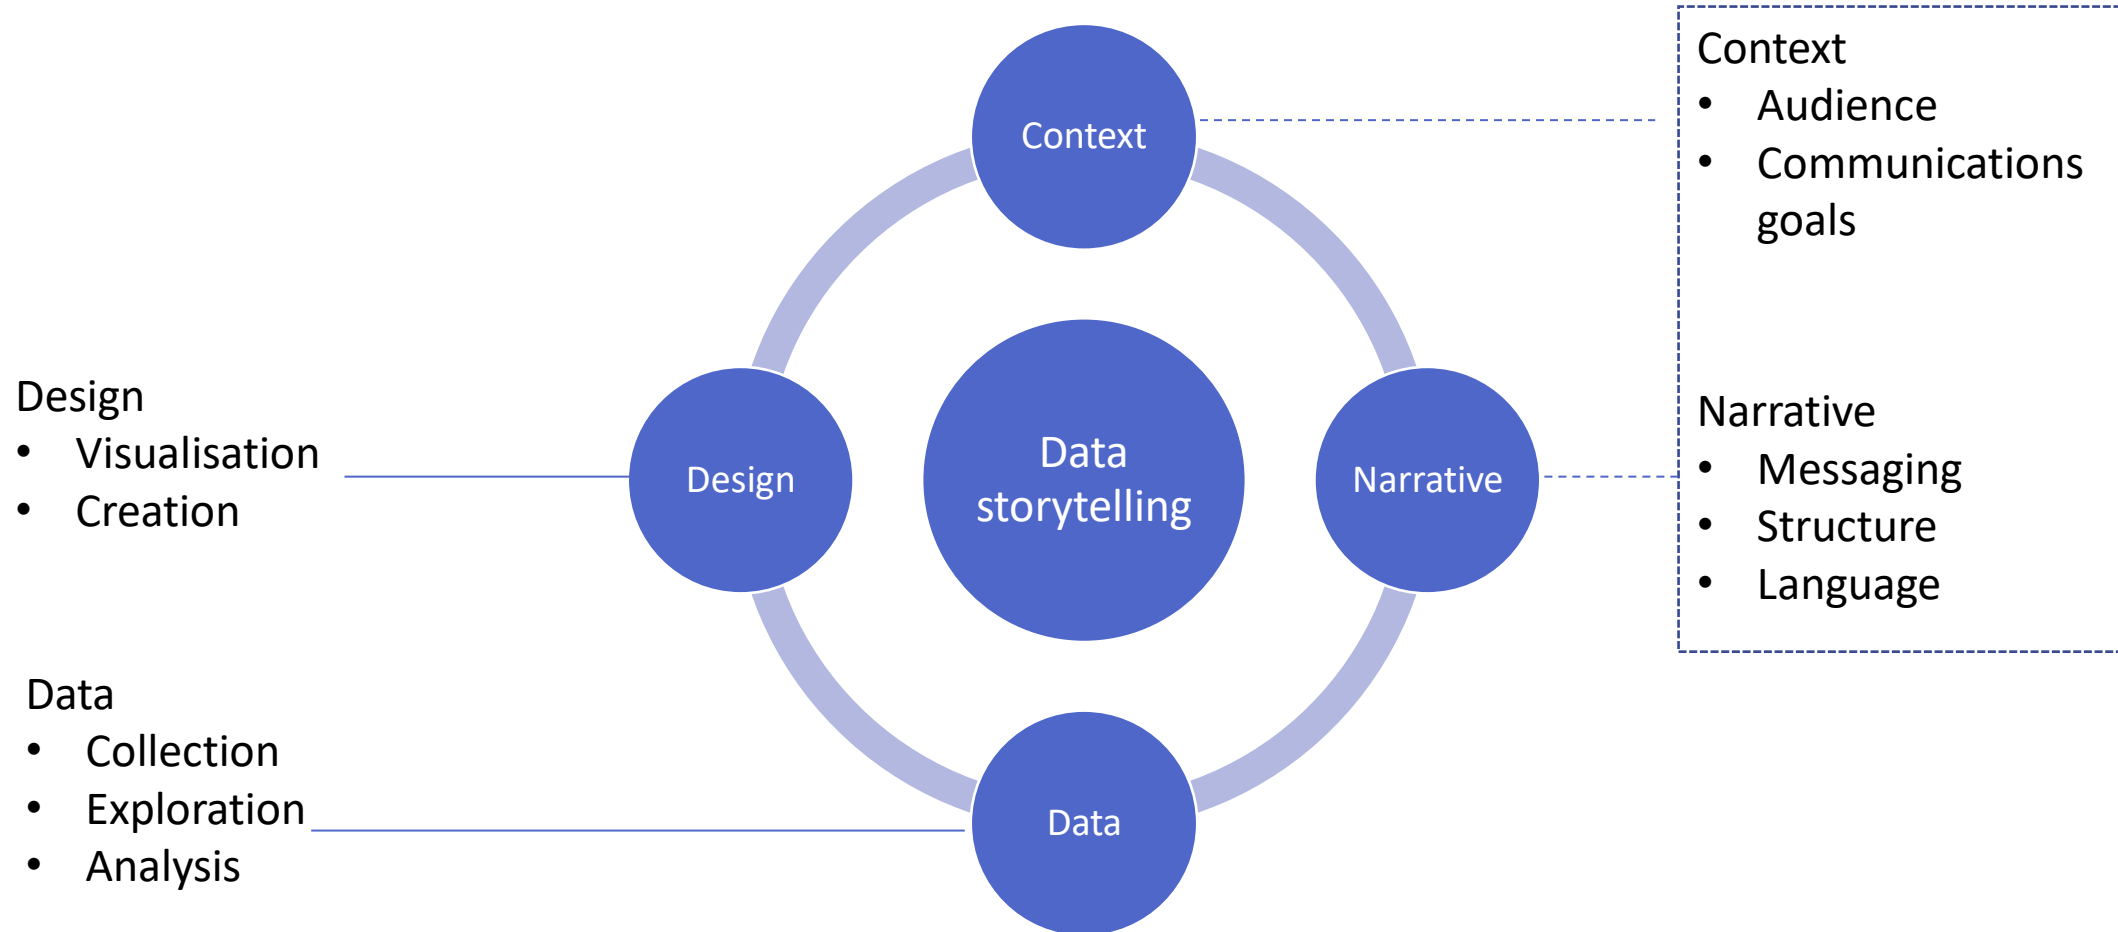 Context
Design
Data
storytelling
Narrative
Data
Context
• Audience
• Communications
goals
Narrative
• Messaging
• Structure
• Language
Design
• Visualisation
• Creation
Data
• Collection
• Exploration
• Analysis